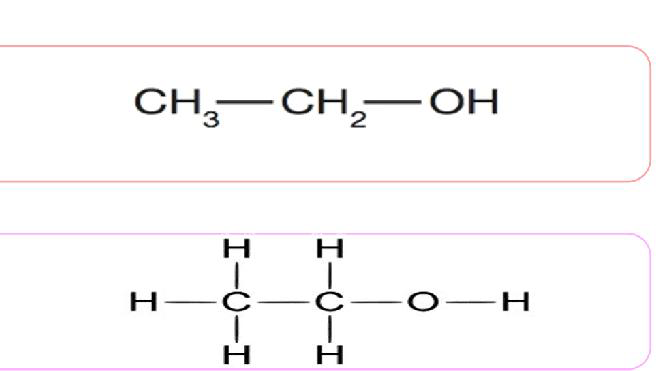 CH₃—CH₂—OH
H H
H—C—C—O—H
H H